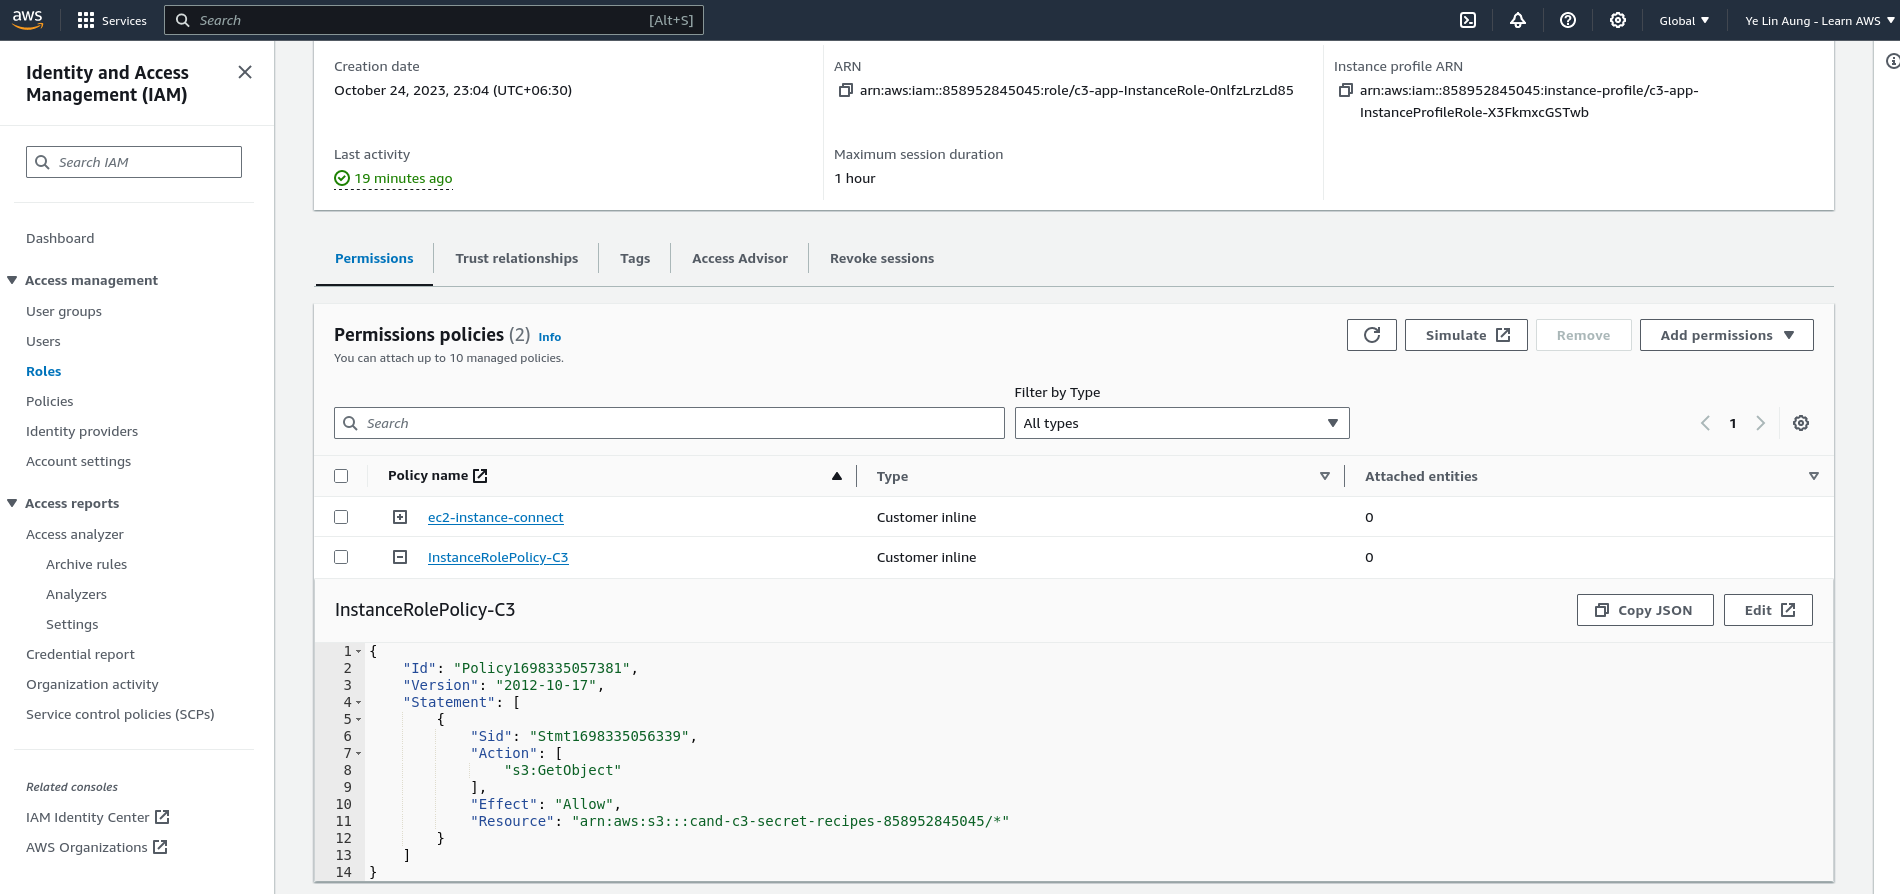 aws
Services
Search
[Alt+S]
Global
Ye Lin Aung - Learn AWS
Identity and Access
Management (IAM)
Search IAM
Dashboard
Access management
User groups
Users
Roles
Policies
Identity providers
Account settings
Access reports
Access analyzer
Archive rules
Analyzers
Settings
Credential report
Organization activity
Service control policies (SCPs)
Related consoles
IAM Identity Center
AWS Organizations
Creation date
October 24, 2023, 23:04 (UTC+06:30)
ARN
arn:aws:iam::858952845045:role/c3-app-InstanceRole-0nlfzLrzLd85
Instance profile ARN
arn:aws:iam::858952845045:instance-profile/c3-app-
InstanceProfileRole-X3FkmxcGSTwb
Last activity
19 minutes ago
Maximum session duration
1 hour
Permissions
Trust relationships
Tags
Access Advisor
Revoke sessions
Permissions policies (2) Info
You can attach up to 10 managed policies.
Simulate
Remove
Add permissions
Filter by Type
Search
All types
1
Policy name
Type
Attached entities
ec2-instance-connect
Customer inline
0
InstanceRolePolicy-C3
Customer inline
0
InstanceRolePolicy-C3
Copy JSON
Edit
1 {
2 "Id": "Policy1698335057381",
3 "Version": "2012-10-17",
4 "Statement": [
5 {
6 "Sid": "Stmt1698335056339",
7 "Action": [
8 "s3:GetObject"
9 ],
10 "Effect": "Allow",
11 "Resource": "arn:aws:s3:::cand-c3-secret-recipes-858952845045/*"
12 }
13 ]
14 }